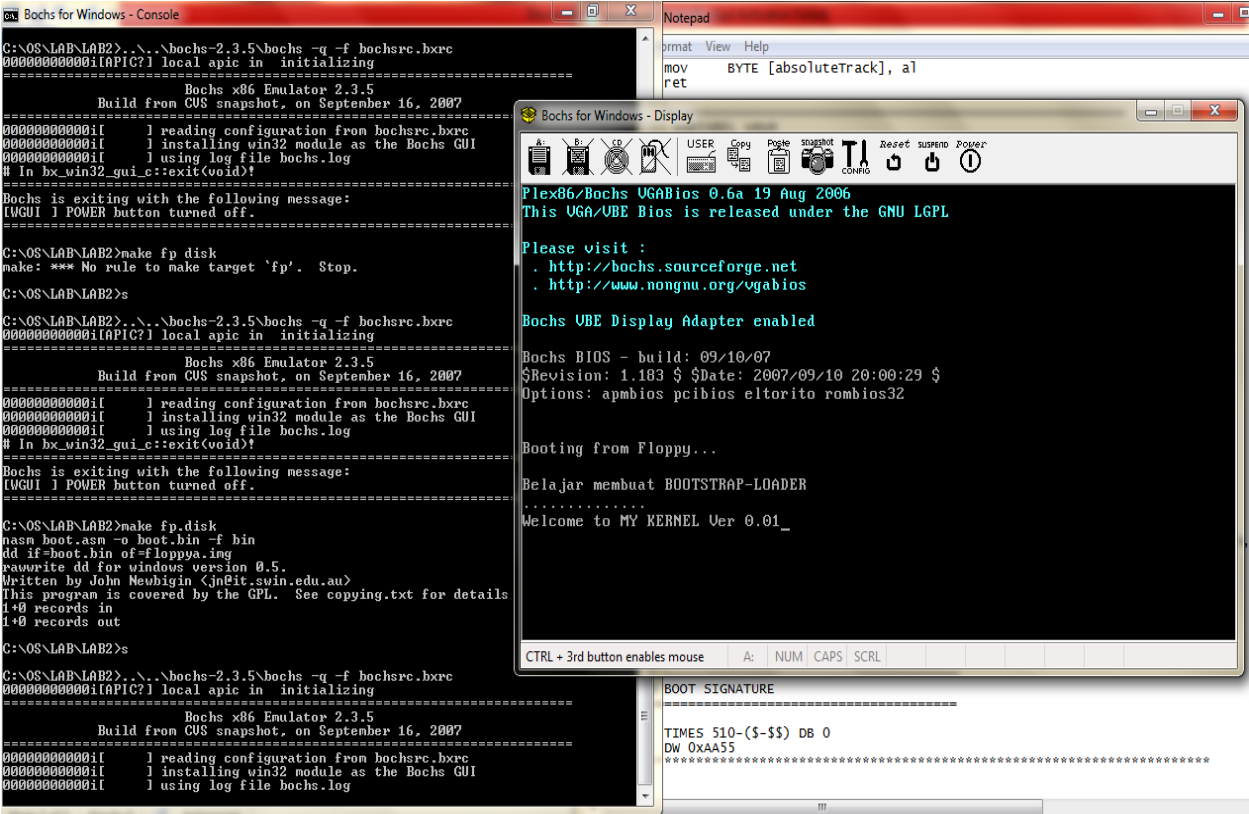 Bochs for Windows - Console
C:\OS\LAB\LAB2>..\..\bochs-2.3.5\bochs -q -f bochsrc.bxrc
00000000000i[APIC?] local apic in  initializing
========================================================================
Bochs x86 Emulator 2.3.5
Build from CVS snapshot, on September 16, 2007
========================================================================
00000000000i[     ] reading configuration from bochsrc.bxrc
00000000000i[     ] installing win32 module as the Bochs GUI
00000000000i[     ] using log file bochs.log
# In bx_win32_gui_c::exit(void)!
========================================================================
Bochs is exiting with the following message:
[WGUI ] POWER button turned off.
========================================================================
C:\OS\LAB\LAB2>make fp disk
make: *** No rule to make target `fp'.  Stop.
C:\OS\LAB\LAB2>s
C:\OS\LAB\LAB2>..\..\bochs-2.3.5\bochs -q -f bochsrc.bxrc
00000000000i[APIC?] local apic in  initializing
========================================================================
Bochs x86 Emulator 2.3.5
Build from CVS snapshot, on September 16, 2007
========================================================================
00000000000i[     ] reading configuration from bochsrc.bxrc
00000000000i[     ] installing win32 module as the Bochs GUI
00000000000i[     ] using log file bochs.log
# In bx_win32_gui_c::exit(void)!
========================================================================
Bochs is exiting with the following message:
[WGUI ] POWER button turned off.
========================================================================
C:\OS\LAB\LAB2>make fp.disk
nasm boot.asm -o boot.bin -f bin
dd if=boot.bin of=floppya.img
rawwrite dd for windows version 0.5.
Written by John Newbigin <jn@it.swin.edu.au>
This program is covered by the GPL.  See copying.txt for details
1+0 records in
1+0 records out
C:\OS\LAB\LAB2>s
C:\OS\LAB\LAB2>..\..\bochs-2.3.5\bochs -q -f bochsrc.bxrc
00000000000i[APIC?] local apic in  initializing
========================================================================
Bochs x86 Emulator 2.3.5
Build from CVS snapshot, on September 16, 2007
========================================================================
00000000000i[     ] reading configuration from bochsrc.bxrc
00000000000i[     ] installing win32 module as the Bochs GUI
00000000000i[     ] using log file bochs.log
Notepad
ormat View Help
mov     BYTE [absoluteTrack], al
ret
Bochs for Windows - Display
A: B: CD USER Copy Paste snapshot CONFIG Reset SUSPEND Power
Plex86/Bochs VGABios 0.6a 19 Aug 2006
This VGA/VBE Bios is released under the GNU LGPL
Please visit :
. http://bochs.sourceforge.net
. http://www.nongnu.org/vgabios
Bochs VBE Display Adapter enabled
Bochs BIOS - build: 09/10/07
$Revision: 1.183 $ $Date: 2007/09/10 20:00:29 $
Options: apmbios pcibios eltorito rombios32
Booting from Floppy...
Belajar membuat BOOTSTRAP-LOADER
..............
Welcome to MY KERNEL Ver 0.01_
CTRL + 3rd button enables mouse A: NUM CAPS SCRL
BOOT SIGNATURE
=====================================
TIMES 510-($-$$) DB 0
DW 0xAA55
*********************************************************************